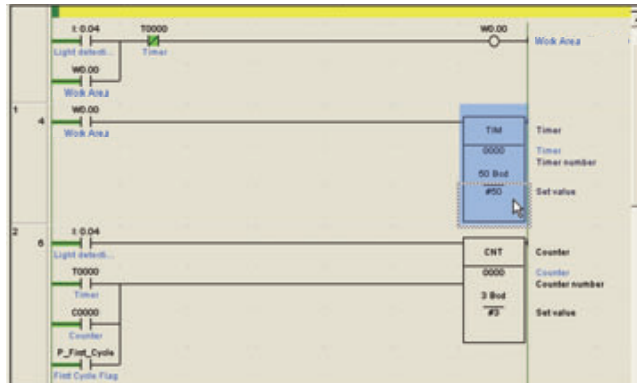 I: 0.04 T0000 W0.00
Light detecti... Timer Work Area
W0.00
Work Area
1
4 W0.00
Work Area
TIM Timer
0000 Timer
Timer number
50 Bcd
#50 Set value
2
6 I: 0.04
Light detecti...
CNT Counter
T0000 0000 Counter
Timer Counter number
3 Bcd
C0000 #3 Set value
Counter
P_First_Cycle
First Cycle Flag